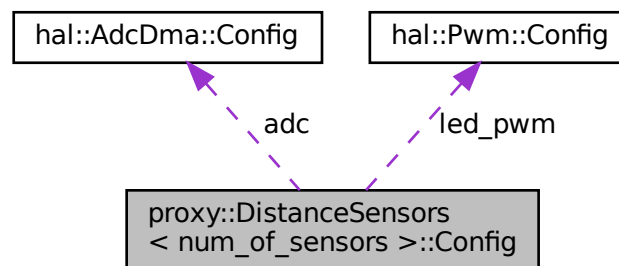 hal::AdcDma::Config
hal::Pwm::Config
adc
led_pwm
proxy::DistanceSensors
< num_of_sensors >::Config